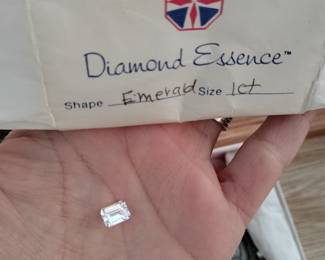 Diamond Essence™
Shape Emerald Size 1ct